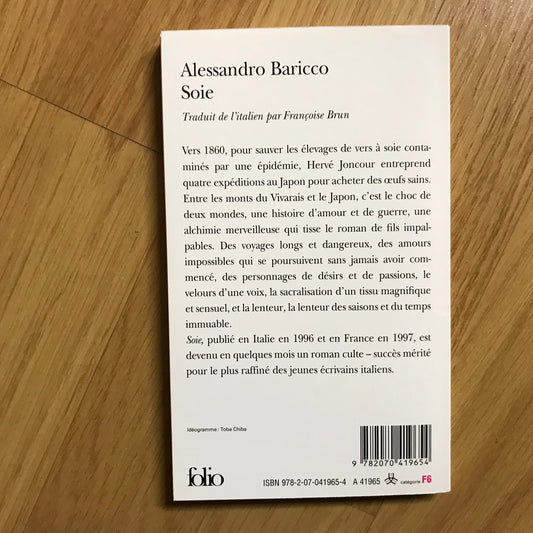 Alessandro Baricco
Soie
Traduit de l'italien par Françoise Brun
Vers 1860, pour sauver les élevages de vers à soie conta-
minés par une épidémie, Hervé Joncour entreprend
quatre expéditions au Japon pour acheter des œufs sains.
Entre les monts du Vivarais et le Japon, c'est le choc de
deux mondes, une histoire d'amour et de guerre, une
alchimie merveilleuse qui tisse le roman de fils impal-
pables. Des voyages longs et dangereux, des amours
impossibles qui se poursuivent sans jamais avoir com-
mencé, des personnages de désirs et de passions, le
velours d'une voix, la sacralisation d'un tissu magnifique
et sensuel, et la lenteur, la lenteur des saisons et du temps
immuable.
Soie, publié en Italie en 1996 et en France en 1997, est
devenu en quelques mois un roman culte – succès mérité
pour le plus raffiné des jeunes écrivains italiens.
Idéogramme : Toba Chiba
9 782070 419654
folio
ISBN 978-2-07-041965-4 A 41965 catégorie F6